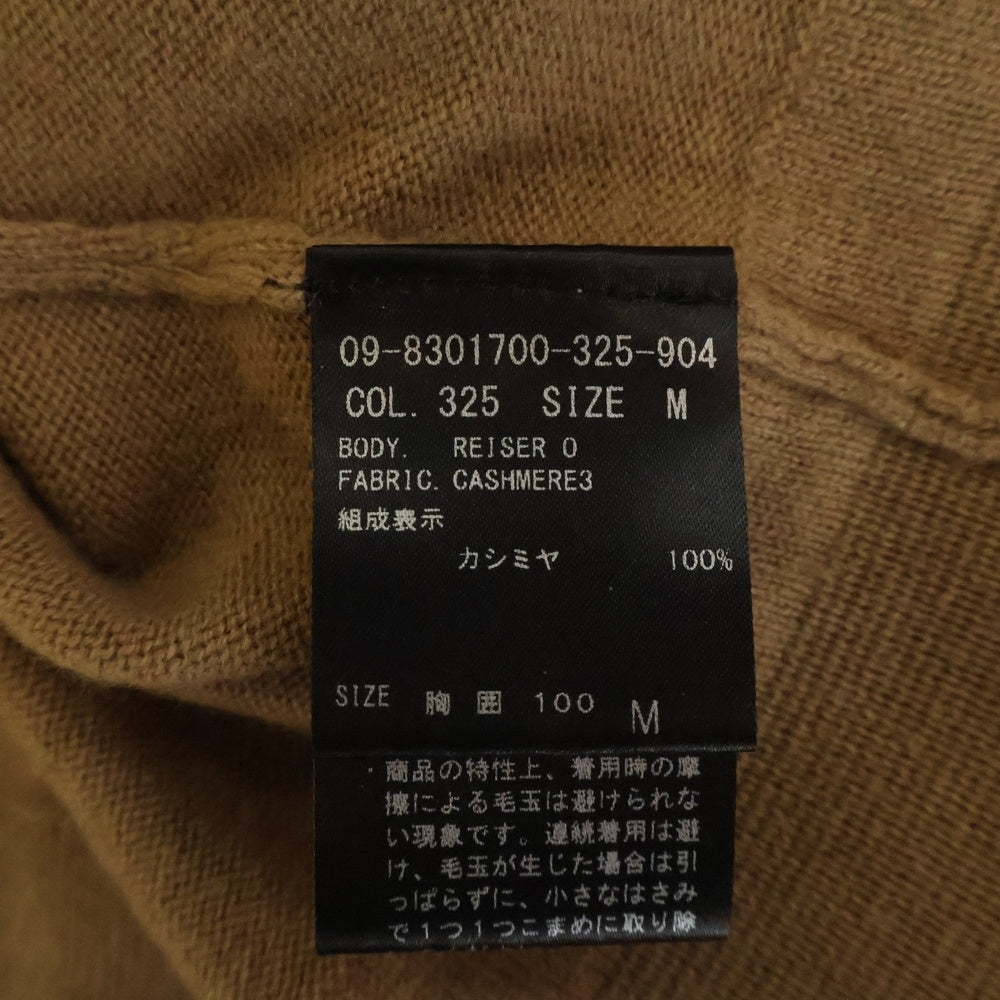 09-8301700-325-904
COL. 325 SIZE M
BODY. REISER O
FABRIC. CASHMERE3
組成表示
カシミヤ 100%
SIZE 胸囲 100 M
・商品の特性上、着用時の摩
擦による毛玉は避けられな
い現象です。連続着用は避
け、毛玉が生じた場合は引
っぱらずに、小さなはさみ
で1つ1つこまめに取り除